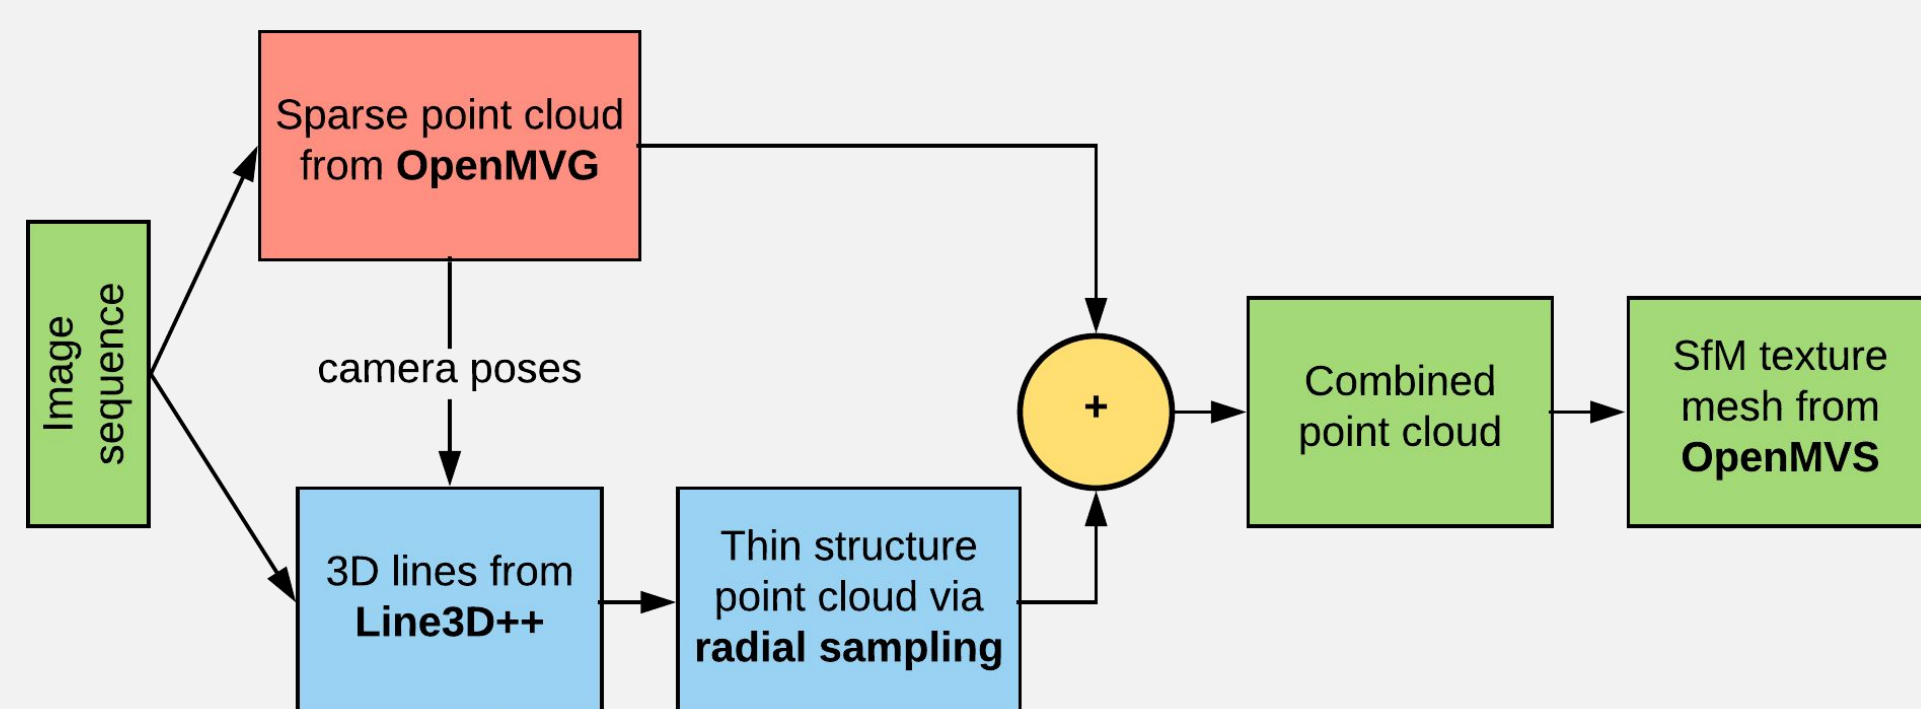 Image
sequence
Sparse point cloud
from OpenMVG
camera poses
3D lines from
Line3D++
Thin structure
point cloud via
radial sampling
+
Combined
point cloud
SfM texture
mesh from
OpenMVS